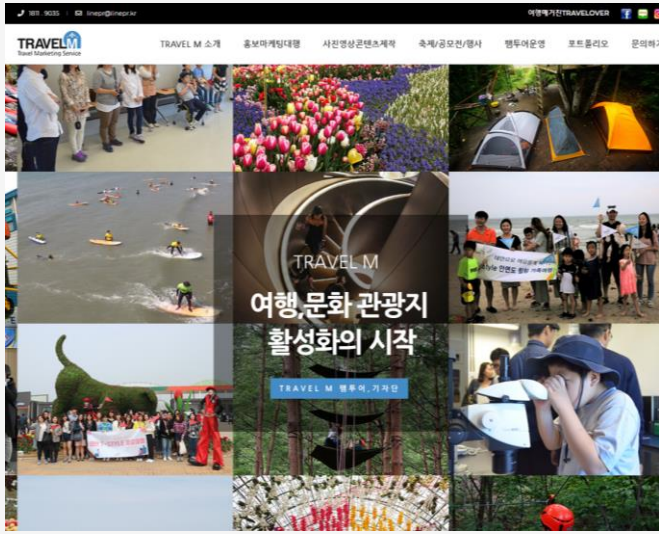 1811 . 9035
linepr@linepr.kr
여행매거진TRAVELOVER
TRAVEL M
Travel Marketing Service
TRAVEL M 소개
홍보마케팅대행
사진영상콘텐츠제작
축제/공모전/행사
팸투어운영
포트폴리오
문의하기
TRAVEL M
여행,문화 관광지
활성화의 시작
TRAVEL M 팸투어,기자단